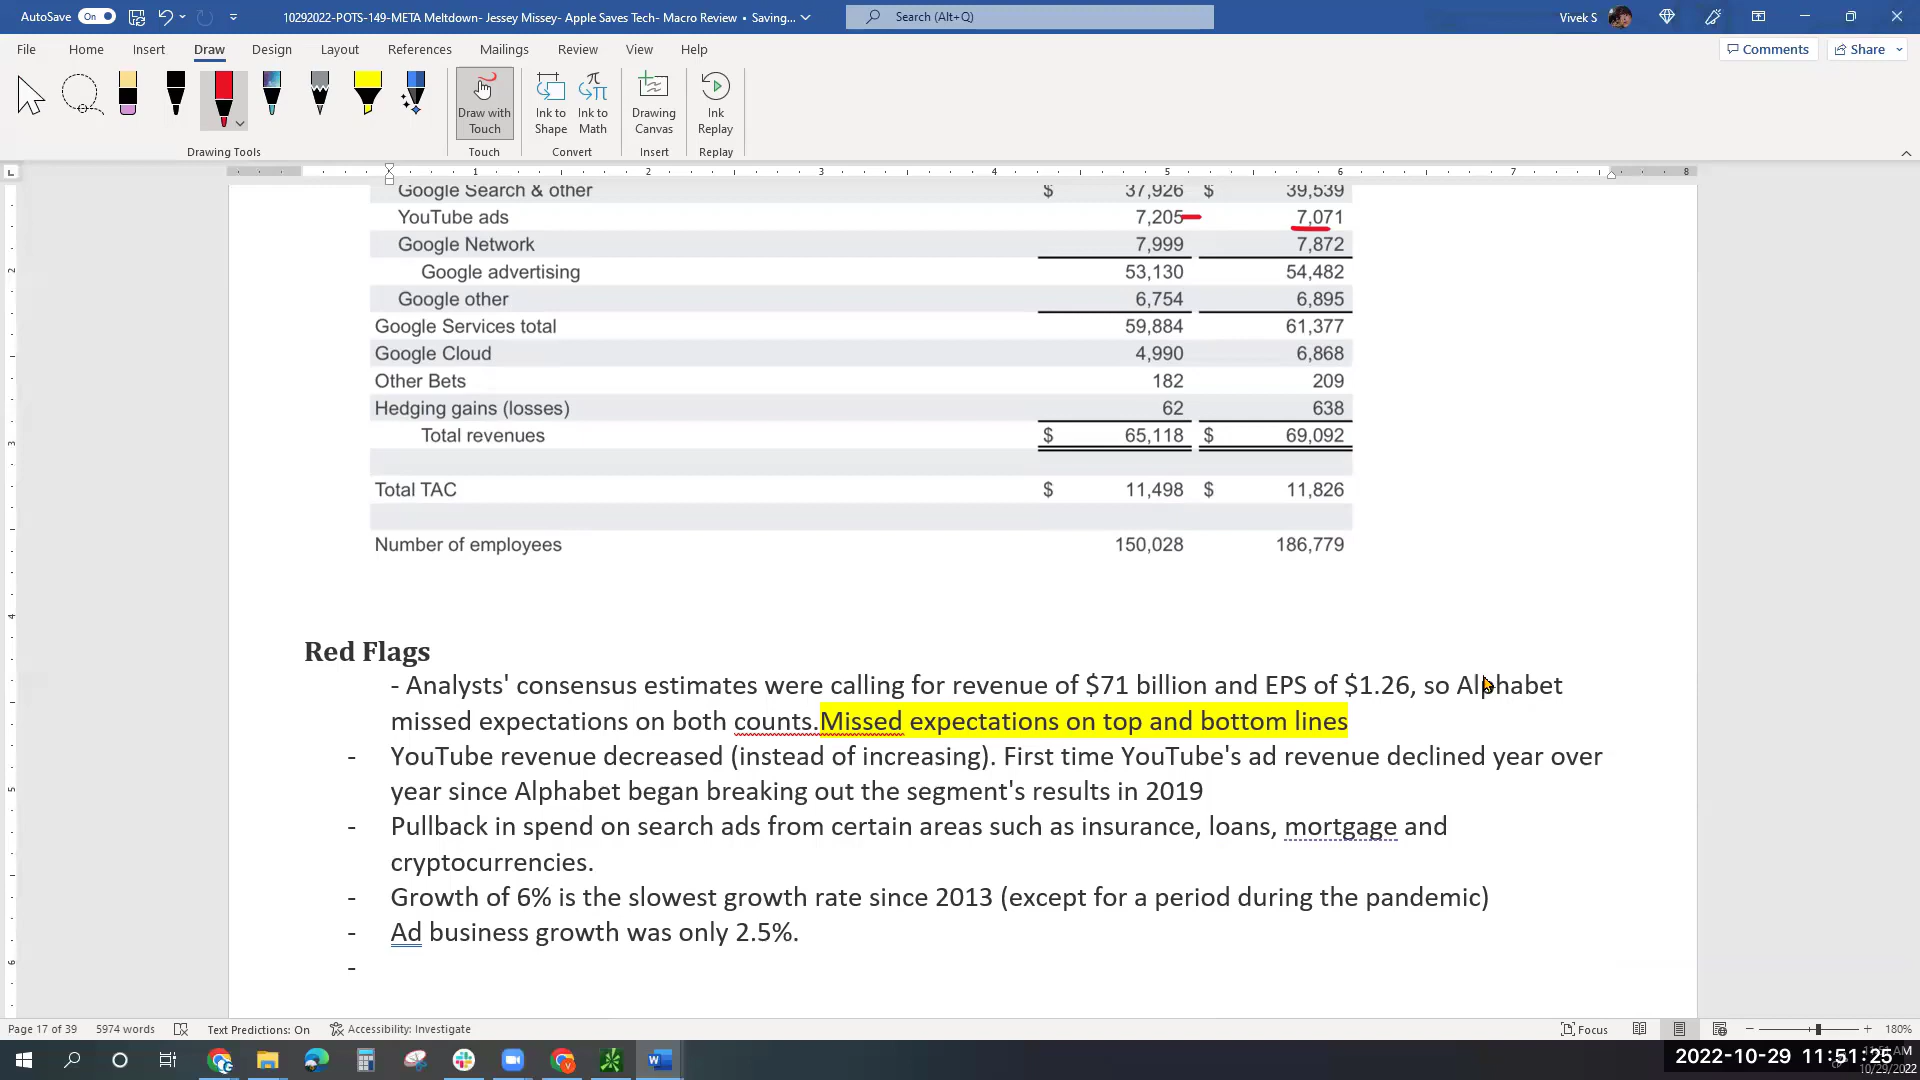 AutoSave On 10292022-POTS-149-META Meltdown- Jessey Missey- Apple Saves Tech- Macro Review • Saving... Search (Alt+Q) Vivek S
File Home Insert Draw Design Layout References Mailings Review View Help Comments Share
Draw with Touch Ink to Shape Ink to Math Drawing Canvas Ink Replay
Drawing Tools Touch Convert Insert Replay
1 2 3 4 5 6 7 8
Google Search & other $ 37,926 $ 39,539
YouTube ads 7,205 7,071
Google Network 7,999 7,872
Google advertising 53,130 54,482
Google other 6,754 6,895
Google Services total 59,884 61,377
Google Cloud 4,990 6,868
Other Bets 182 209
Hedging gains (losses) 62 638
Total revenues $ 65,118 $ 69,092
Total TAC $ 11,498 $ 11,826
Number of employees 150,028 186,779
Red Flags
- Analysts' consensus estimates were calling for revenue of $71 billion and EPS of $1.26, so Alphabet
missed expectations on both counts.Missed expectations on top and bottom lines
- YouTube revenue decreased (instead of increasing). First time YouTube's ad revenue declined year over
year since Alphabet began breaking out the segment's results in 2019
- Pullback in spend on search ads from certain areas such as insurance, loans, mortgage and
cryptocurrencies.
- Growth of 6% is the slowest growth rate since 2013 (except for a period during the pandemic)
- Ad business growth was only 2.5%.
-
Page 17 of 39 5974 words Text Predictions: On Accessibility: Investigate Focus 180%
2022-10-29 11:51:25
10/29/2022